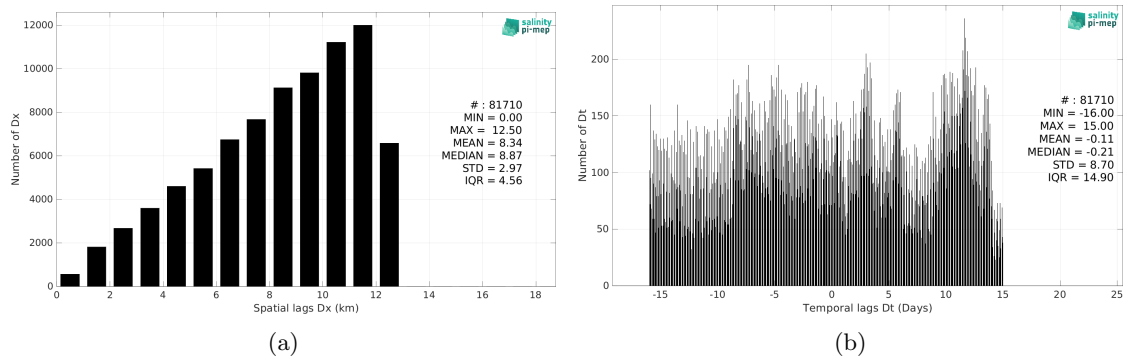 12000
10000
8000
6000
4000
2000
0
Number of Dx
0 2 4 6 8 10 12 14 16 18
Spatial lags Dx (km)
salinity
pi-mep
# : 81710
MIN = 0.00
MAX = 12.50
MEAN = 8.34
MEDIAN = 8.87
STD = 2.97
IQR = 4.56
(a)
200
150
100
50
0
Number of Dt
-15 -10 -5 0 5 10 15 20 25
Temporal lags Dt (Days)
salinity
pi-mep
# : 81710
MIN = -16.00
MAX = 15.00
MEAN = -0.11
MEDIAN = -0.21
STD = 8.70
IQR = 14.90
(b)